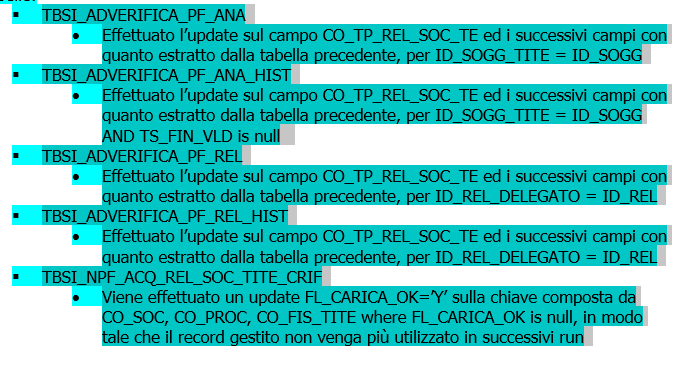 TBSI_ADVERIFICA_PF_ANA
Effettuato l'update sul campo CO_TP_REL_SOC_TE ed i successivi campi con
quanto estratto dalla tabella precedente, per ID_SOGG_TITE = ID_SOGG
TBSI_ADVERIFICA_PF_ANA_HIST
Effettuato l'update sul campo CO_TP_REL_SOC_TE ed i successivi campi con
quanto estratto dalla tabella precedente, per ID_SOGG_TITE = ID_SOGG
AND TS_FIN_VLD is null
TBSI_ADVERIFICA_PF_REL
Effettuato l'update sul campo CO_TP_REL_SOC_TE ed i successivi campi con
quanto estratto dalla tabella precedente, per ID_REL_DELEGATO = ID_REL
TBSI_ADVERIFICA_PF_REL_HIST
Effettuato l'update sul campo CO_TP_REL_SOC_TE ed i successivi campi con
quanto estratto dalla tabella precedente, per ID_REL_DELEGATO = ID_REL
TBSI_NPF_ACQ_REL_SOC_TITE_CRIF
Viene effettuato un update FL_CARICA_OK='Y' sulla chiave composta da
CO_SOC, CO_PROC, CO_FIS_TITE where FL_CARICA_OK is null, in modo
tale che il record gestito non venga più utilizzato in successivi run